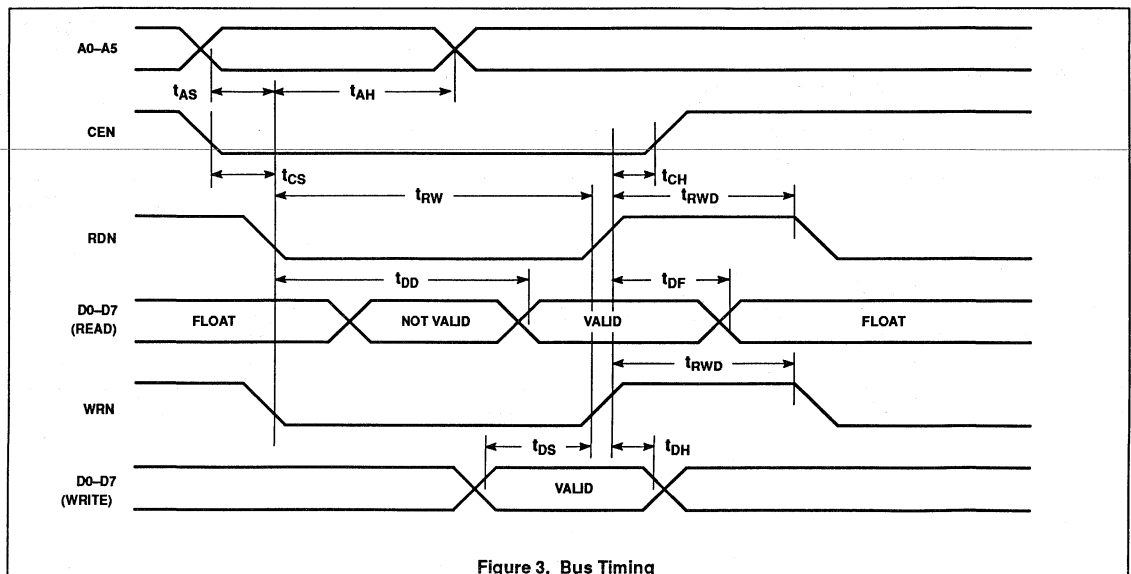 A0–A5
tAS
tAH
CEN
tCS
tCH
tRW
tRWD
RDN
tDD
tDF
D0–D7
(READ)
FLOAT
NOT VALID
VALID
FLOAT
tRWD
WRN
tDS
tDH
D0–D7
(WRITE)
VALID
Figure 3. Bus Timing